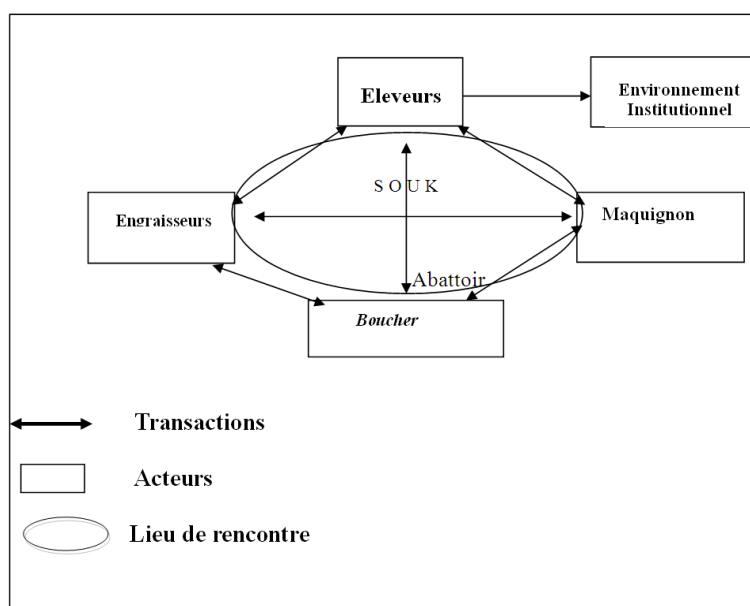 Eleveurs
Environnement
Institutionnel
S O U K
Engraisseurs
Maquignon
Abattoir
Boucher
Transactions
Acteurs
Lieu de rencontre